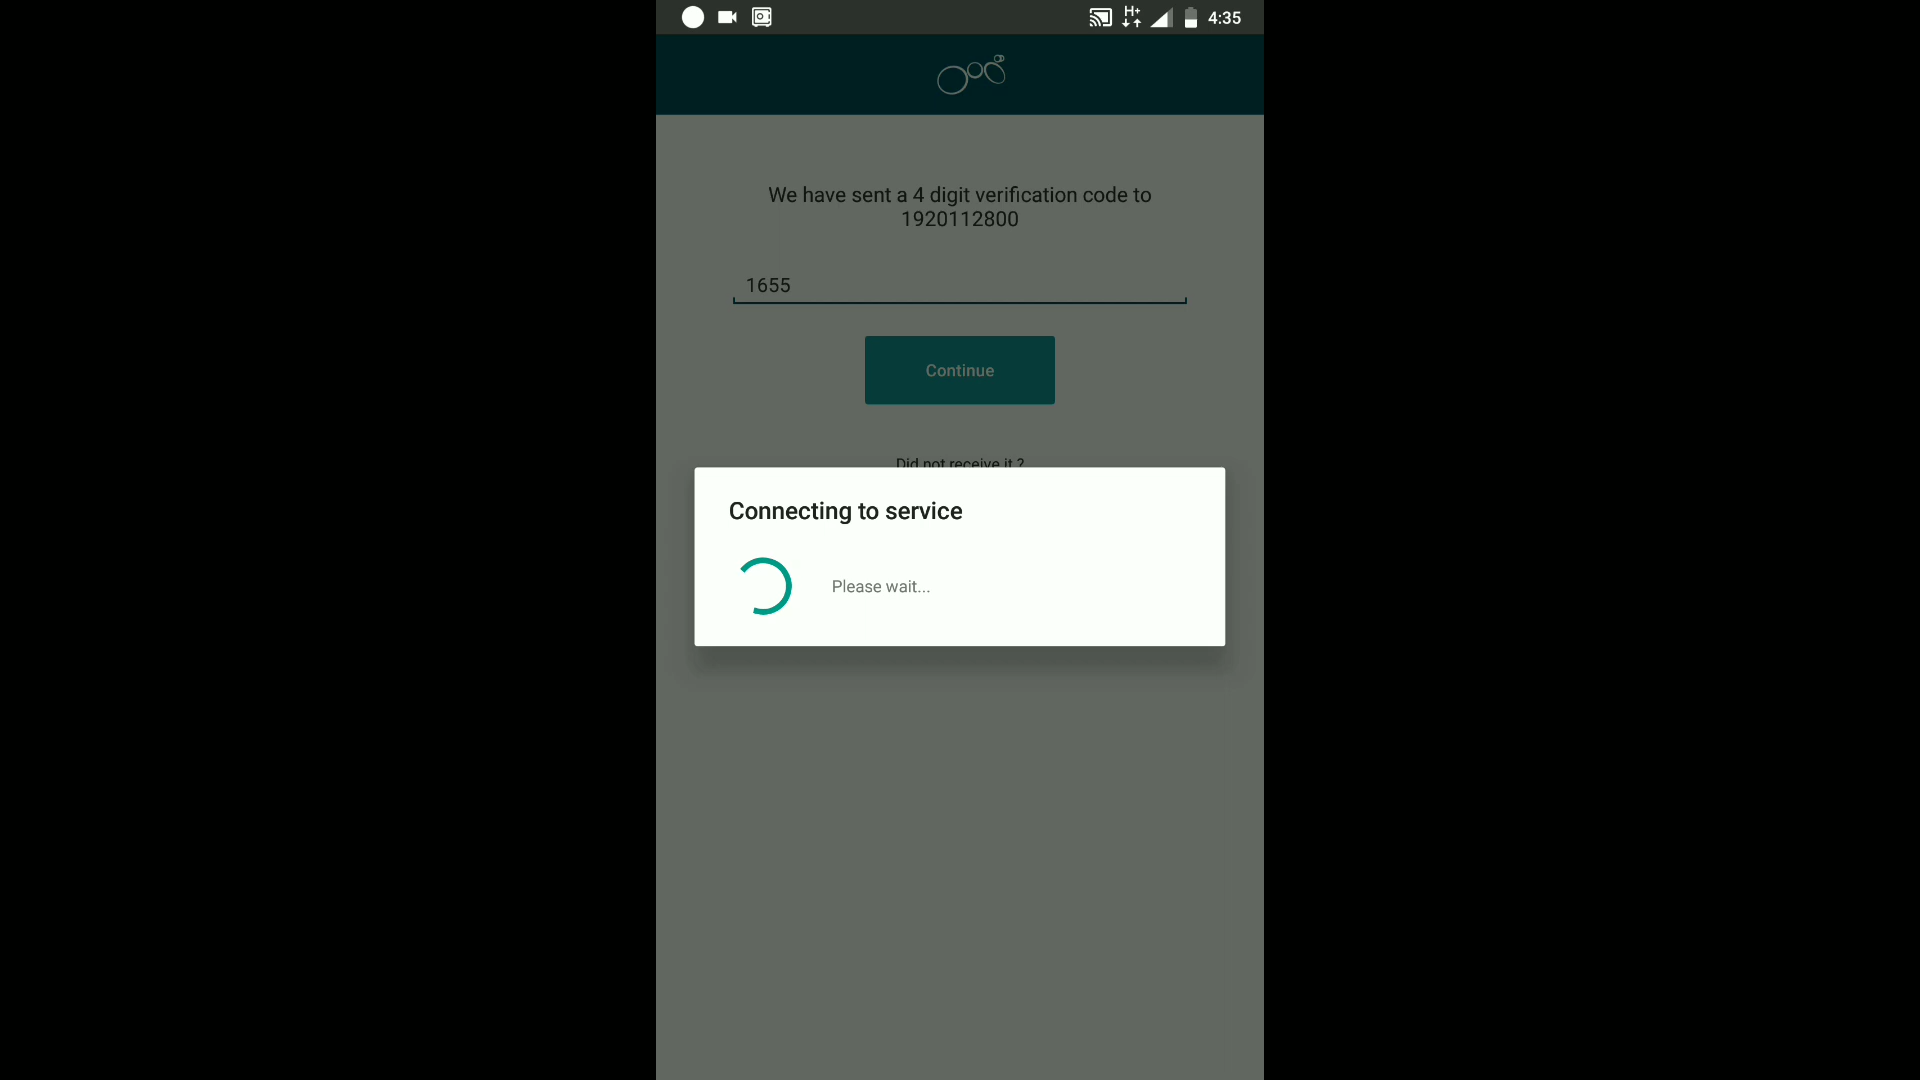 H+
4:35
We have sent a 4 digit verification code to
1920112800
1655
Continue
Did not receive it ?
Connecting to service
Please wait...